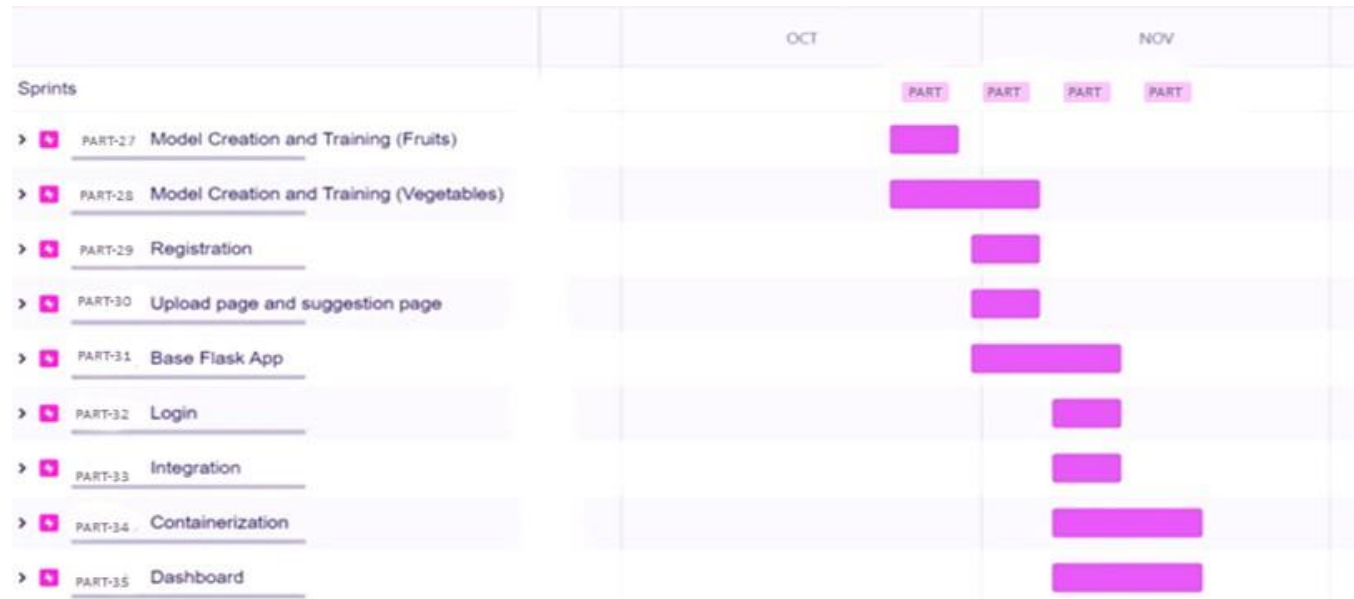 OCT NOV
Sprints PART PART PART PART
PART-27 Model Creation and Training (Fruits)
PART-28 Model Creation and Training (Vegetables)
PART-29 Registration
PART-30 Upload page and suggestion page
PART-31 Base Flask App
PART-32 Login
PART-33 Integration
PART-34 Containerization
PART-35 Dashboard